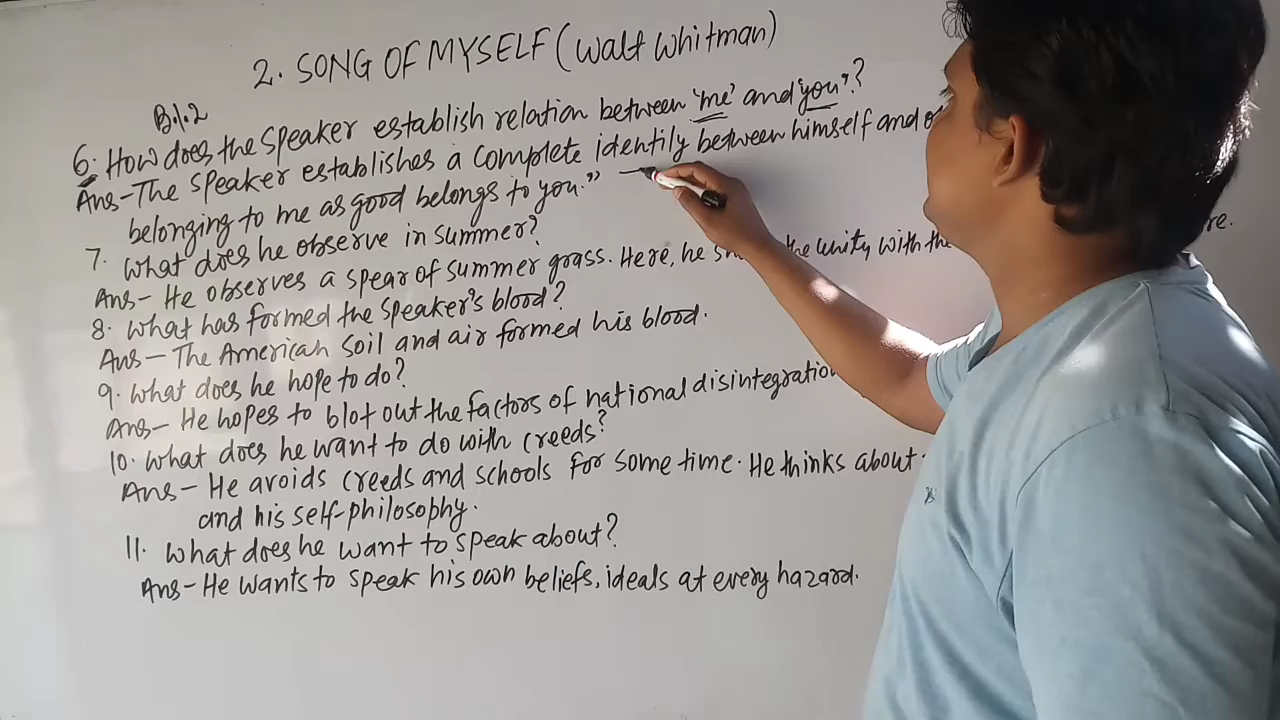 2. SONG OF MYSELF (Walt Whitman)
B.1.2
6. How does the speaker establish relation between 'me' and 'you'?
Ans - The speaker establishes a complete identily between himself and
belonging to me as good belongs to you."
7. What does he observe in summer?
Ans - He observes a spear of summer grass. Here, he the unity with the re.
8. What has formed the speaker's blood?
Ans - The American soil and air formed his blood.
9. What does he hope to do?
Ans - He hopes to blot out the factors of national disintegration
10. What does he want to do with creeds?
Ans - He avoids creeds and schools for some time. He thinks about
and his self-philosophy.
11. What does he want to speak about?
Ans - He wants to speak his own beliefs, ideals at every hazard.